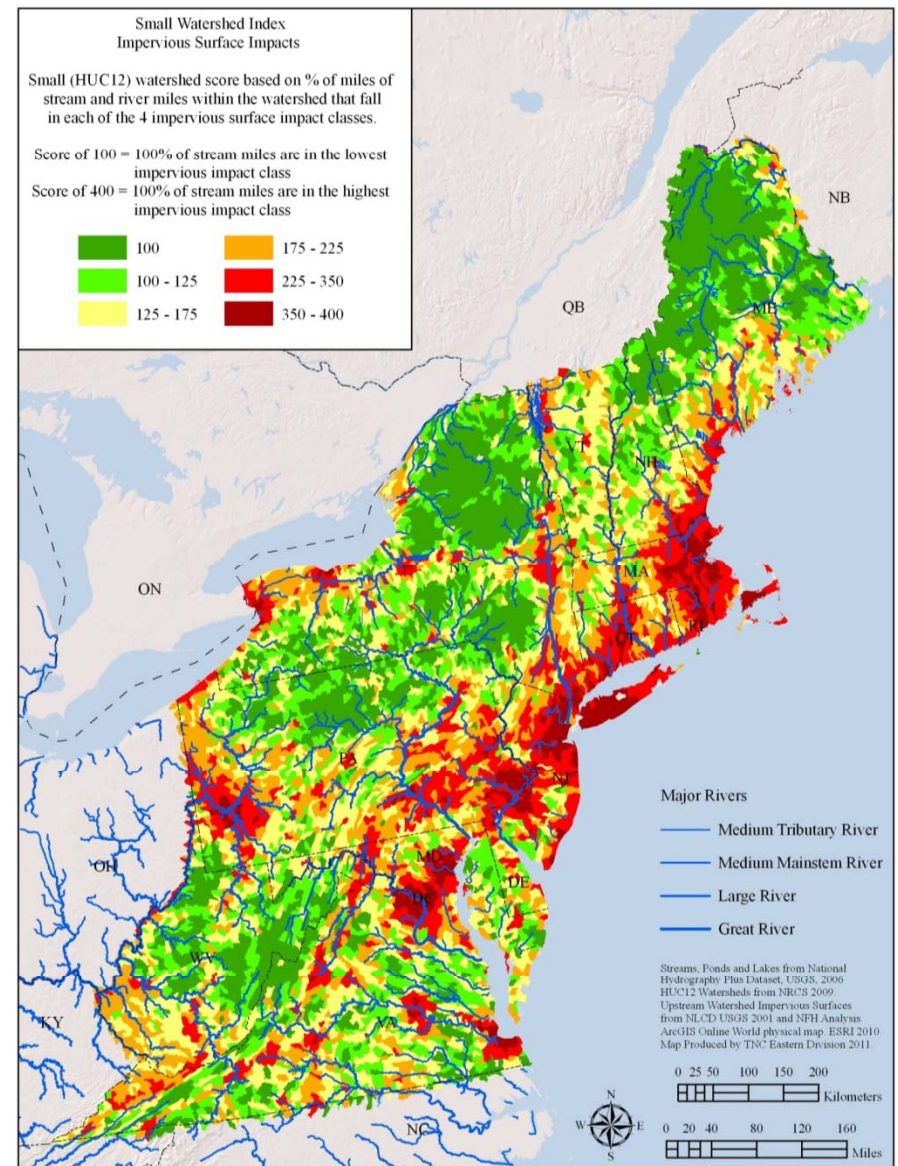 Small Watershed Index
Impervious Surface Impacts
Small (HUC12) watershed score based on % of miles of
stream and river miles within the watershed that fall
in each of the 4 impervious surface impact classes.
Score of 100 = 100% of stream miles are in the lowest
impervious impact class
Score of 400 = 100% of stream miles are in the highest
impervious impact class
100
175 - 225
100 - 125
225 - 350
125 - 175
350 - 400
NB
QB
ME
VT
NH
NY
ON
MA
CT
RI
PA
NJ
OH
MD
DE
DC
WV
KY
VA
NC
Major Rivers
Medium Tributary River
Medium Mainstem River
Large River
Great River
Streams, Ponds and Lakes from National
Hydrography Plus Dataset, USGS, 2006
HUC12 Watersheds from NRCS 2009.
Upstream Watershed Impervious Surfaces
from NLCD USGS 2001 and NFH Analysis.
ArcGIS Online World physical map. ESRI 2010.
Map Produced by TNC Eastern Division 2011.
0 25 50 100 150 200
Kilometers
N
W E
S
0 20 40 80 120 160
Miles